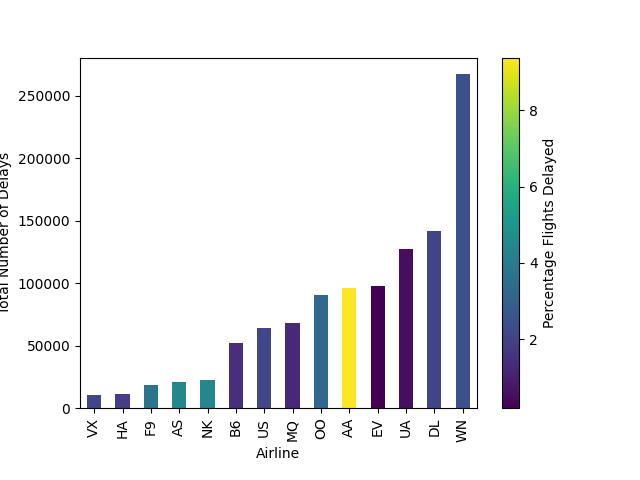 250000
200000
150000
100000
50000
0
Total Number of Delays
VX HA F9 AS NK B6 US MQ OO AA EV UA DL WN
Airline
8
6
4
2
Percentage Flights Delayed